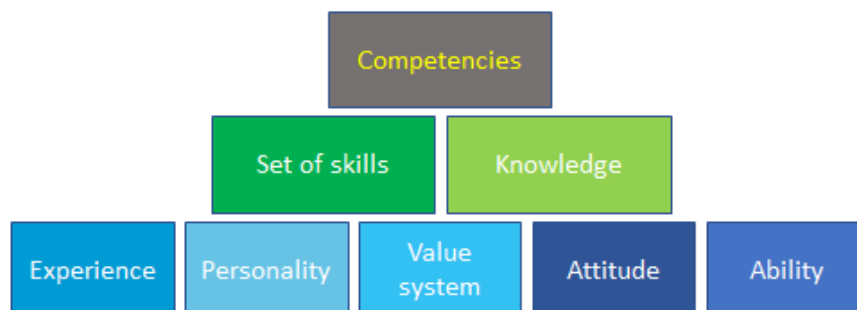 Competencies
Set of skills
Knowledge
Experience
Personality
Value
system
Attitude
Ability